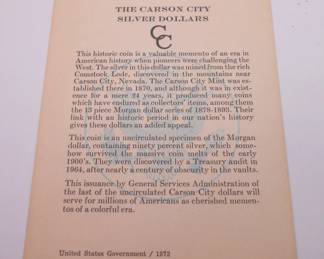 THE CARSON CITY
SILVER DOLLARS
CC
This historic coin is a valuable memento of an era in
American history when pioneers were challenging the
West. The silver in this dollar was mined from the rich
Comstock Lode, discovered in the mountains near
Carson City, Nevada. The Carson City Mint was
established there in 1870, and although it was in exist-
ence for a mere 24 years, it produced many coins
which have endured as collectors' items, among them
the 13 piece Morgan dollar series of 1878-1893. Their
link with an historic period in our nation's history
gives these dollars an added appeal.
This coin is an uncirculated specimen of the Morgan
dollar, containing ninety percent silver, which some-
how survived the massive coin melts of the early
1900's. They were discovered by a Treasury audit in
1964, after nearly a century of obscurity in the vaults.
This issuance by General Services Administration of
the last of the uncirculated Carson City dollars will
serve for millions of Americans as cherished memen-
tos of a colorful era.
United States Government / 1972